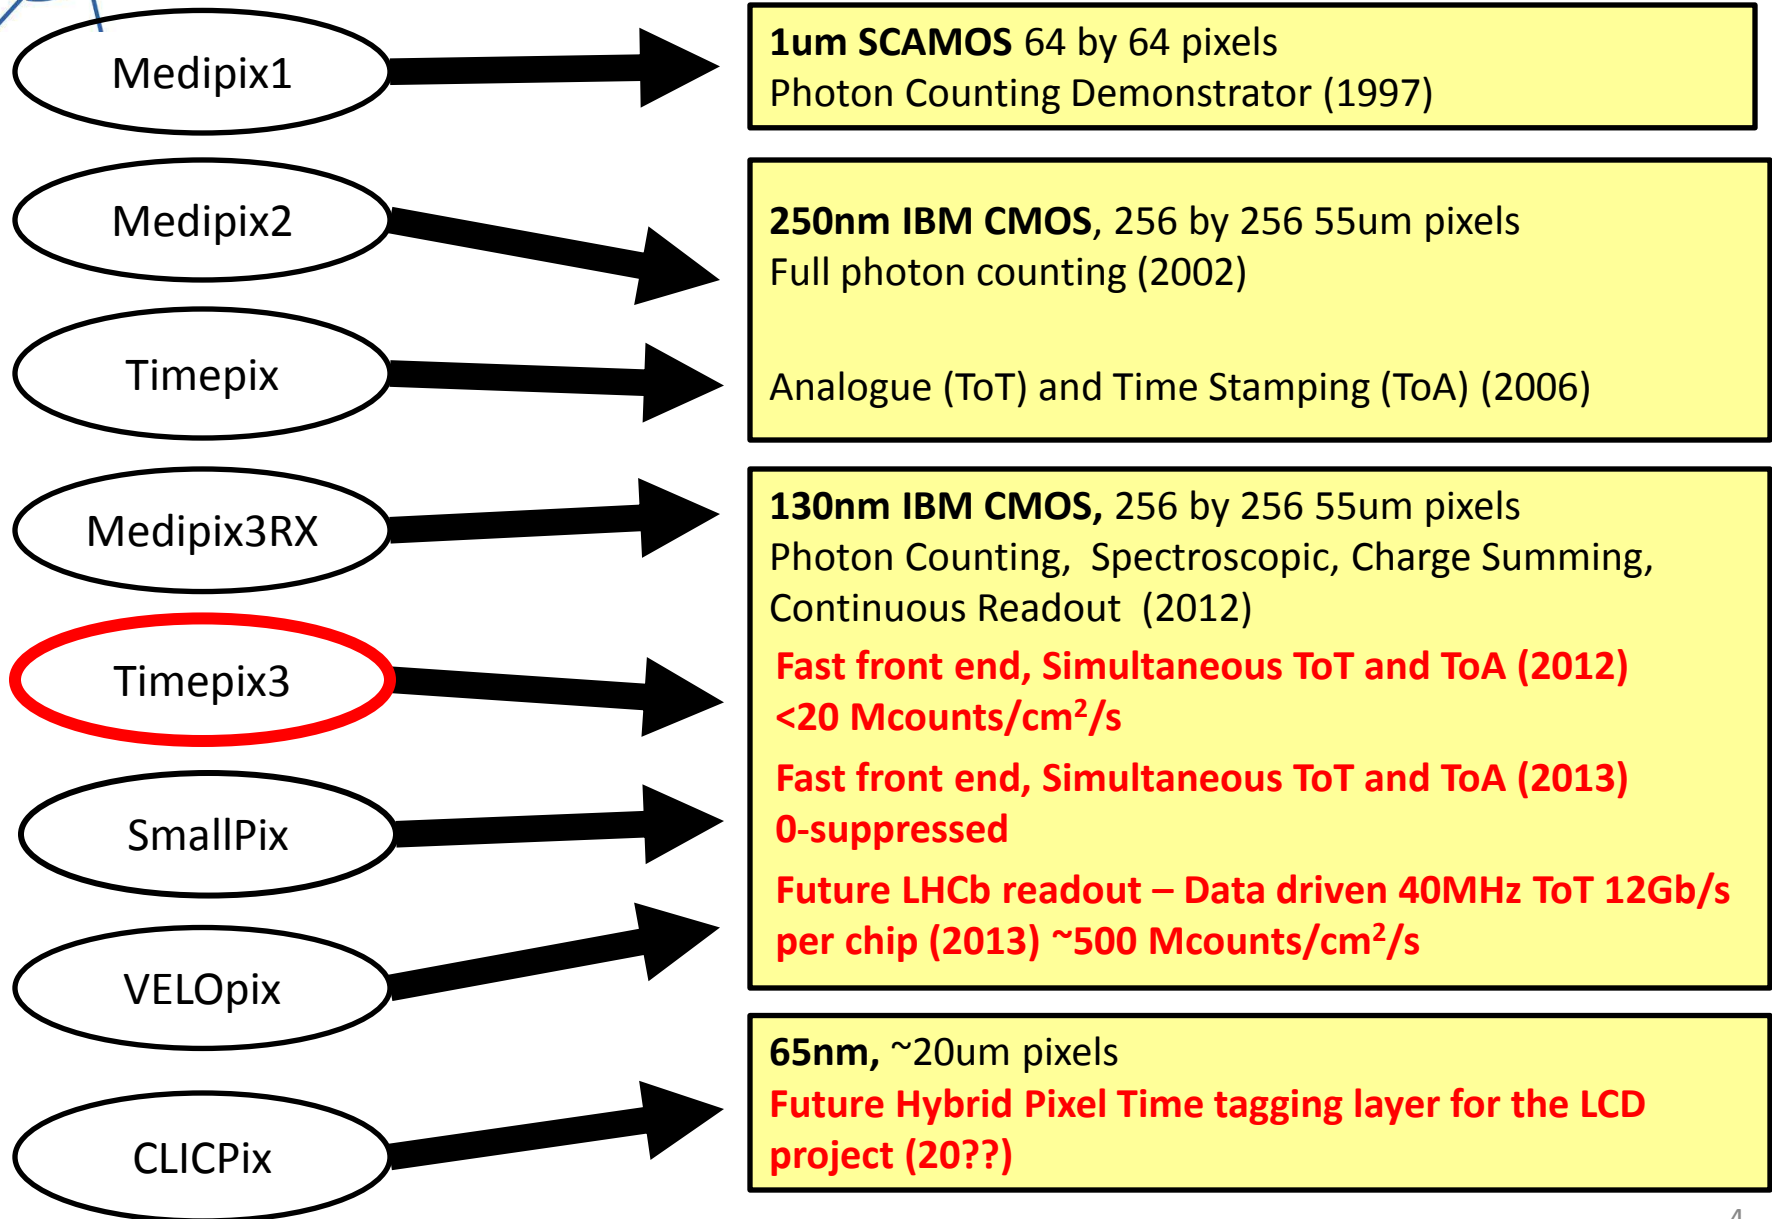 Medipix1
1um SCAMOS 64 by 64 pixels
Photon Counting Demonstrator (1997)
Medipix2
250nm IBM CMOS, 256 by 256 55um pixels
Full photon counting (2002)
Timepix
Analogue (ToT) and Time Stamping (ToA) (2006)
Medipix3RX
130nm IBM CMOS, 256 by 256 55um pixels
Photon Counting, Spectroscopic, Charge Summing,
Continuous Readout (2012)
Timepix3
Fast front end, Simultaneous ToT and ToA (2012)
<20 Mcounts/cm²/s
SmallPix
Fast front end, Simultaneous ToT and ToA (2013)
0-suppressed
VELOpix
Future LHCb readout – Data driven 40MHz ToT 12Gb/s
per chip (2013) ~500 Mcounts/cm²/s
CLICPix
65nm, ~20um pixels
Future Hybrid Pixel Time tagging layer for the LCD
project (20??)
4